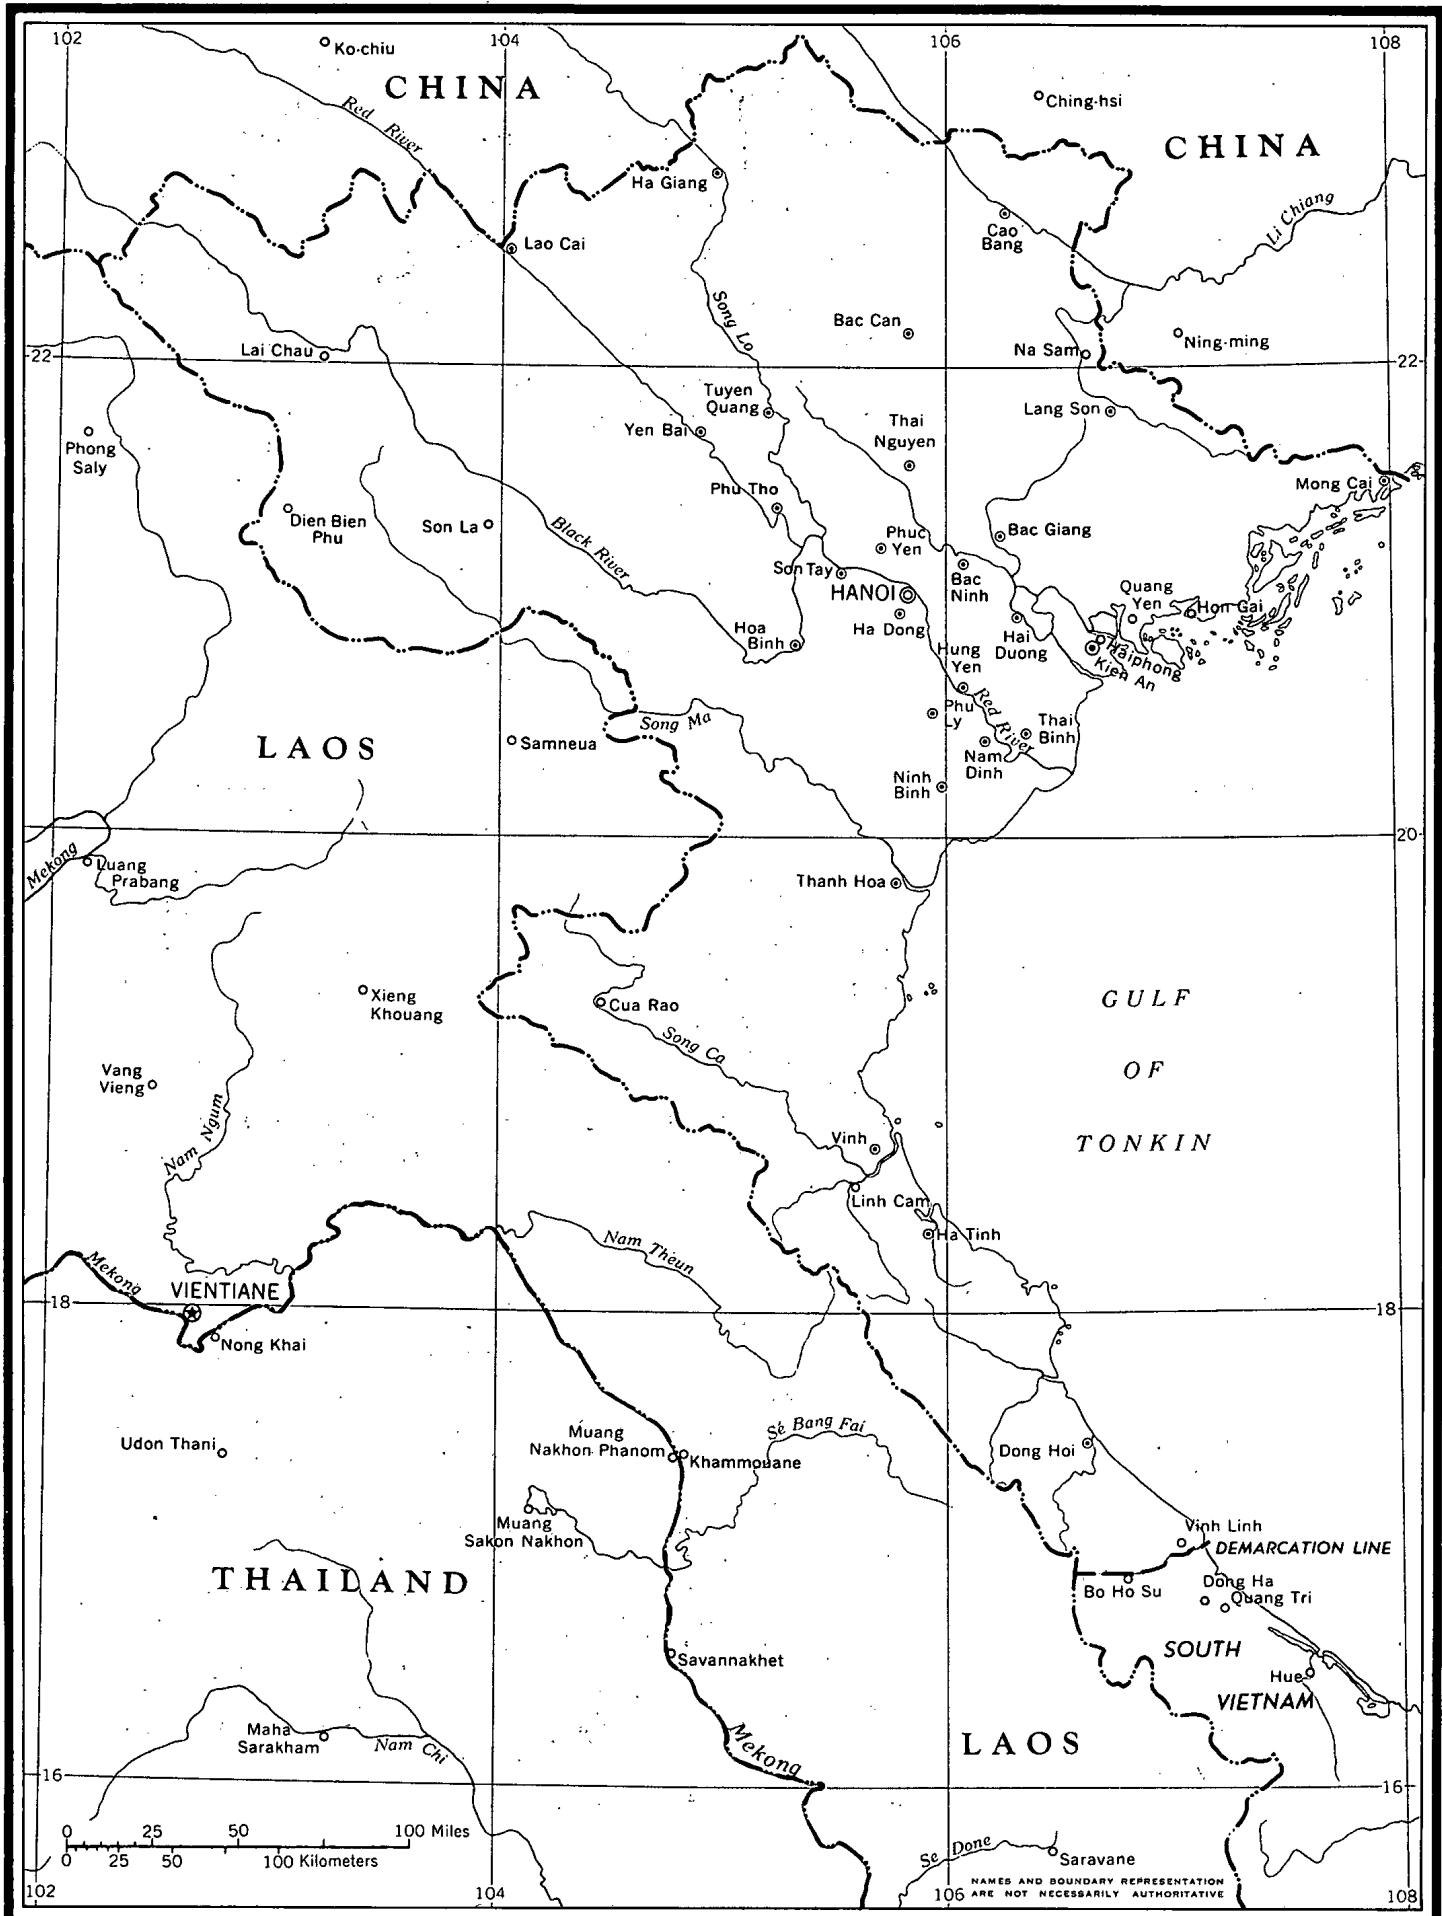 102
104
106
108
Ko-chiu
CHINA
Red River
Ching-hsi
CHINA
Ha Giang
Li Chiang
Cao
Bang
Lao Cai
Song Lo
Bac Can
Ning-ming
Na Sam
Lai Chau
22
22
Tuyen
Quang
Lang Son
Thai
Nguyen
Yen Bai
Phong
Saly
Mong Cai
Phu Tho
Dien Bien
Phu
Son La
Black River
Phuc
Yen
Bac Giang
Son Tay
Bac
Ninh
HANOI
Quang
Yen
Hon Gai
Ha Dong
Hoa
Binh
Hai
Duong
Haiphong
Kien An
Hung
Yen
Red River
Phu
Ly
Song Ma
Thai
Binh
LAOS
Samneua
Nam
Dinh
Ninh
Binh
20
Mekong
Luang
Prabang
Thanh Hoa
Xieng
Khouang
Cua Rao
GULF
OF
TONKIN
Song Ca
Vang
Vieng
Nam Ngum
Vinh
Linh Cam
Nam Theun
Ha Tinh
Mekong
VIENTIANE
18
18
Nong Khai
Udon Thani
Muang
Nakhon Phanom
Khammouane
Se Bang Fai
Dong Hoi
Muang
Sakon Nakhon
Vinh Linh
DEMARCATION LINE
THAILAND
Bo Ho Su
Dong Ha
Quang Tri
SOUTH
VIETNAM
Savannakhet
Hue
Maha
Sarakham
Nam Chi
Mekong
LAOS
16
16
0 25 50 100 Miles
0 25 50 100 Kilometers
Se Done
Saravane
NAMES AND BOUNDARY REPRESENTATION
ARE NOT NECESSARILY AUTHORITATIVE
102
104
106
108